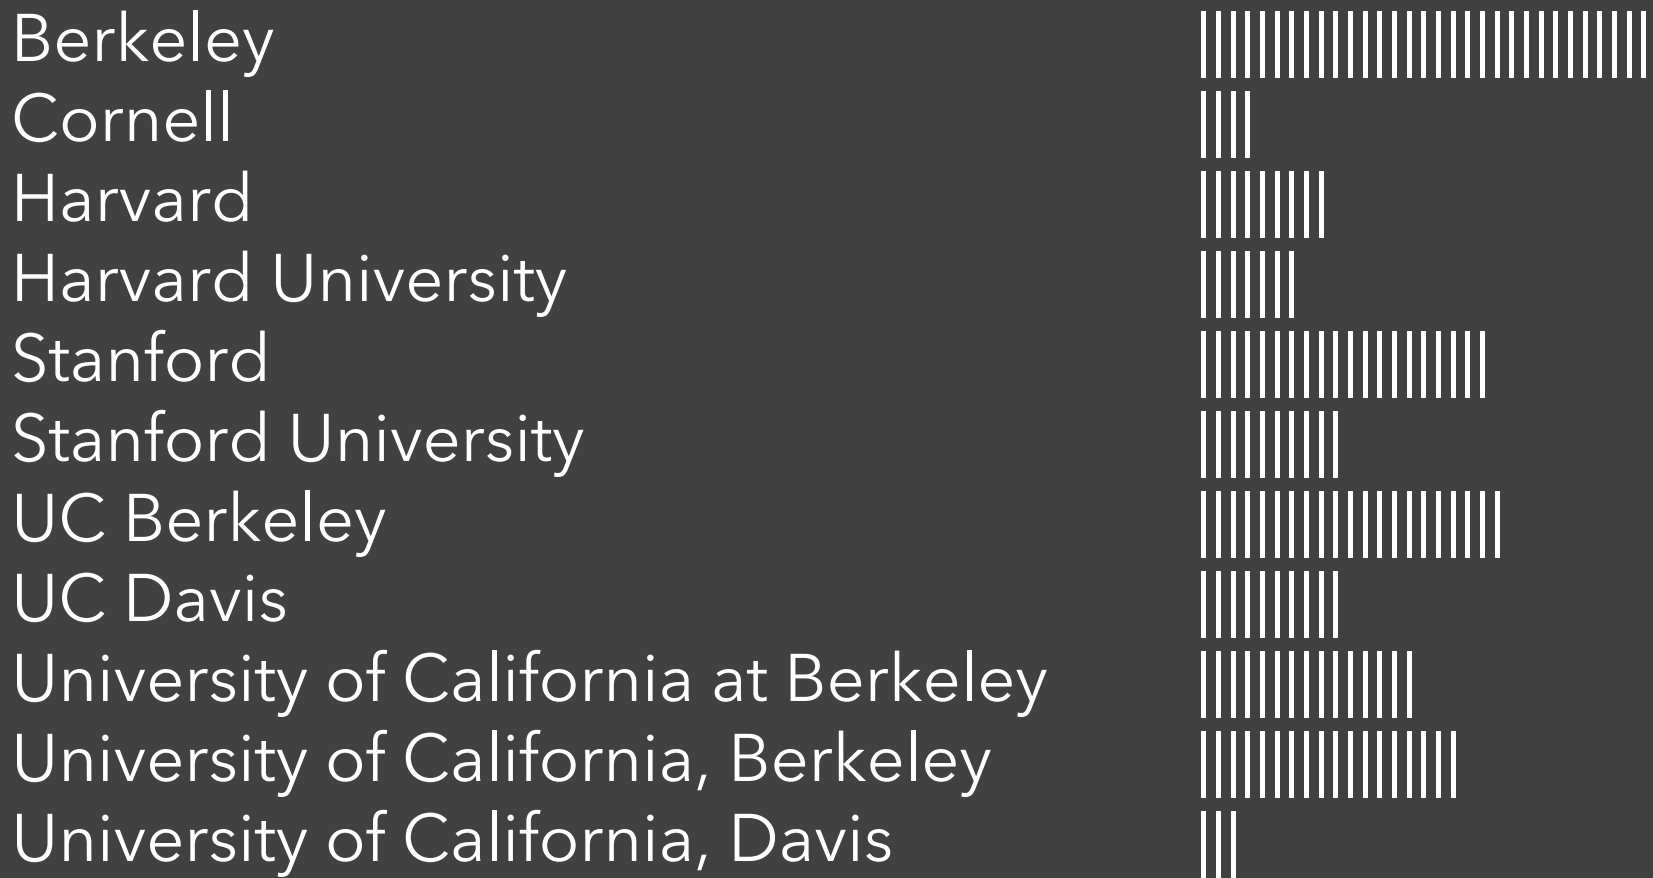 Berkeley |||||||||||||||||||||||||||||||
Cornell ||||
Harvard |||||||||
Harvard University |||||||
Stanford ||||||||||||||||||||
Stanford University ||||||||||
UC Berkeley |||||||||||||||||||||
UC Davis ||||||||||
University of California at Berkeley |||||||||||||||
University of California, Berkeley ||||||||||||||||||
University of California, Davis |||